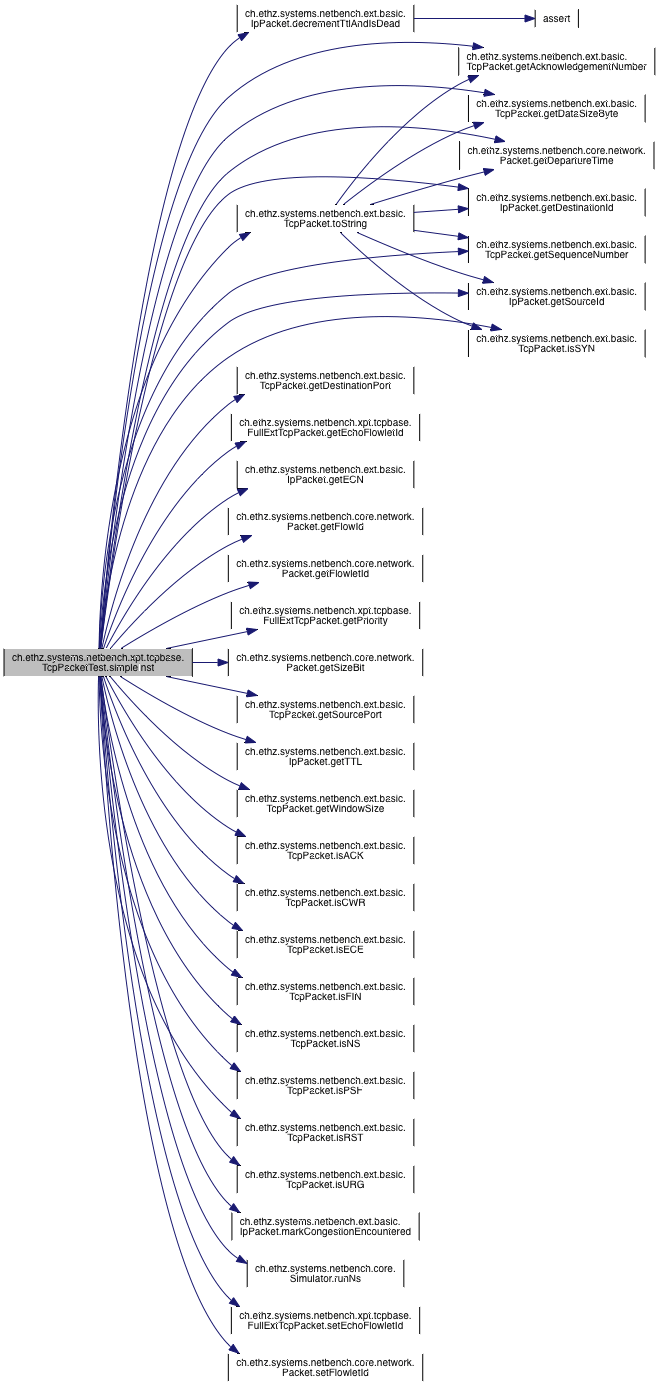 ch.ethz.systems.netbench.ext.basic.
IpPacket.decrementTtlAndIsDead
assert
ch.ethz.systems.netbench.ext.basic.
TcpPacket.getAcknowledgementNumber
ch.ethz.systems.netbench.ext.basic.
TcpPacket.getDataSizeByte
ch.ethz.systems.netbench.core.network.
Packet.getDepartureTime
ch.ethz.systems.netbench.ext.basic.
IpPacket.getDestinationId
ch.ethz.systems.netbench.ext.basic.
TcpPacket.toString
ch.ethz.systems.netbench.ext.basic.
TcpPacket.getSequenceNumber
ch.ethz.systems.netbench.ext.basic.
IpPacket.getSourceId
ch.ethz.systems.netbench.ext.basic.
TcpPacket.isSYN
ch.ethz.systems.netbench.ext.basic.
TcpPacket.getDestinationPort
ch.ethz.systems.netbench.xpt.tcpbase.
FullExtTcpPacket.getEchoFlowletId
ch.ethz.systems.netbench.ext.basic.
IpPacket.getECN
ch.ethz.systems.netbench.core.network.
Packet.getFlowId
ch.ethz.systems.netbench.core.network.
Packet.getFlowletId
ch.ethz.systems.netbench.xpt.tcpbase.
FullExtTcpPacket.getPriority
ch.ethz.systems.netbench.xpt.tcpbase.
TcpPacketTest.simple nst
ch.ethz.systems.netbench.core.network.
Packet.getSizeBit
ch.ethz.systems.netbench.ext.basic.
TcpPacket.getSourcePort
ch.ethz.systems.netbench.ext.basic.
IpPacket.getTTL
ch.ethz.systems.netbench.ext.basic.
TcpPacket.getWindowSize
ch.ethz.systems.netbench.ext.basic.
TcpPacket.isACK
ch.ethz.systems.netbench.ext.basic.
TcpPacket.isCWR
ch.ethz.systems.netbench.ext.basic.
TcpPacket.isECE
ch.ethz.systems.netbench.ext.basic.
TcpPacket.isFIN
ch.ethz.systems.netbench.ext.basic.
TcpPacket.isNS
ch.ethz.systems.netbench.ext.basic.
TcpPacket.isPSH
ch.ethz.systems.netbench.ext.basic.
TcpPacket.isRST
ch.ethz.systems.netbench.ext.basic.
TcpPacket.isURG
ch.ethz.systems.netbench.ext.basic.
IpPacket.markCongestionEncountered
ch.ethz.systems.netbench.core.
Simulator.runNs
ch.ethz.systems.netbench.xpt.tcpbase.
FullExtTcpPacket.setEchoFlowletId
ch.ethz.systems.netbench.core.network.
Packet.setFlowletId